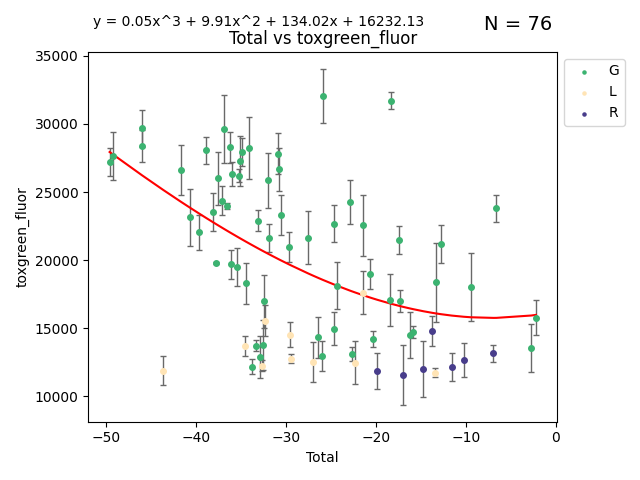 y = 0.05x^3 + 9.91x^2 + 134.02x + 16232.13
N = 76
Total vs toxgreen_fluor
35000
30000
25000
20000
15000
10000
toxgreen_fluor
−50
−40
−30
−20
−10
0
Total
G
L
R